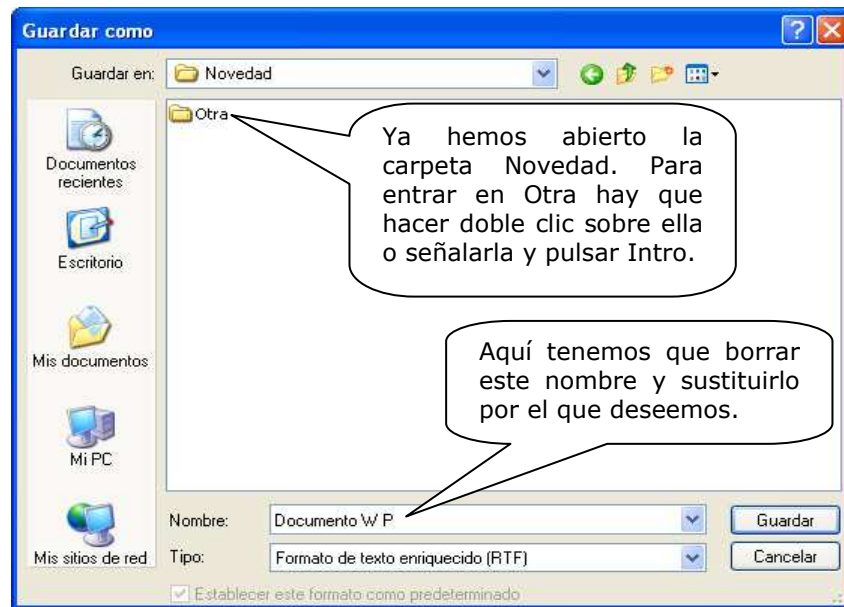 Guardar como
Guardar en: Novedad
Otra
Ya hemos abierto la
carpeta Novedad. Para
entrar en Otra hay que
hacer doble clic sobre ella
o señalarla y pulsar Intro.
Documentos
recientes
Escritorio
Mis documentos
Mi PC
Mis sitios de red
Aquí tenemos que borrar
este nombre y sustituirlo
por el que deseemos.
Nombre: Documento W P Guardar
Tipo: Formato de texto enriquecido (RTF) Cancelar
Establecer este formato como predeterminado